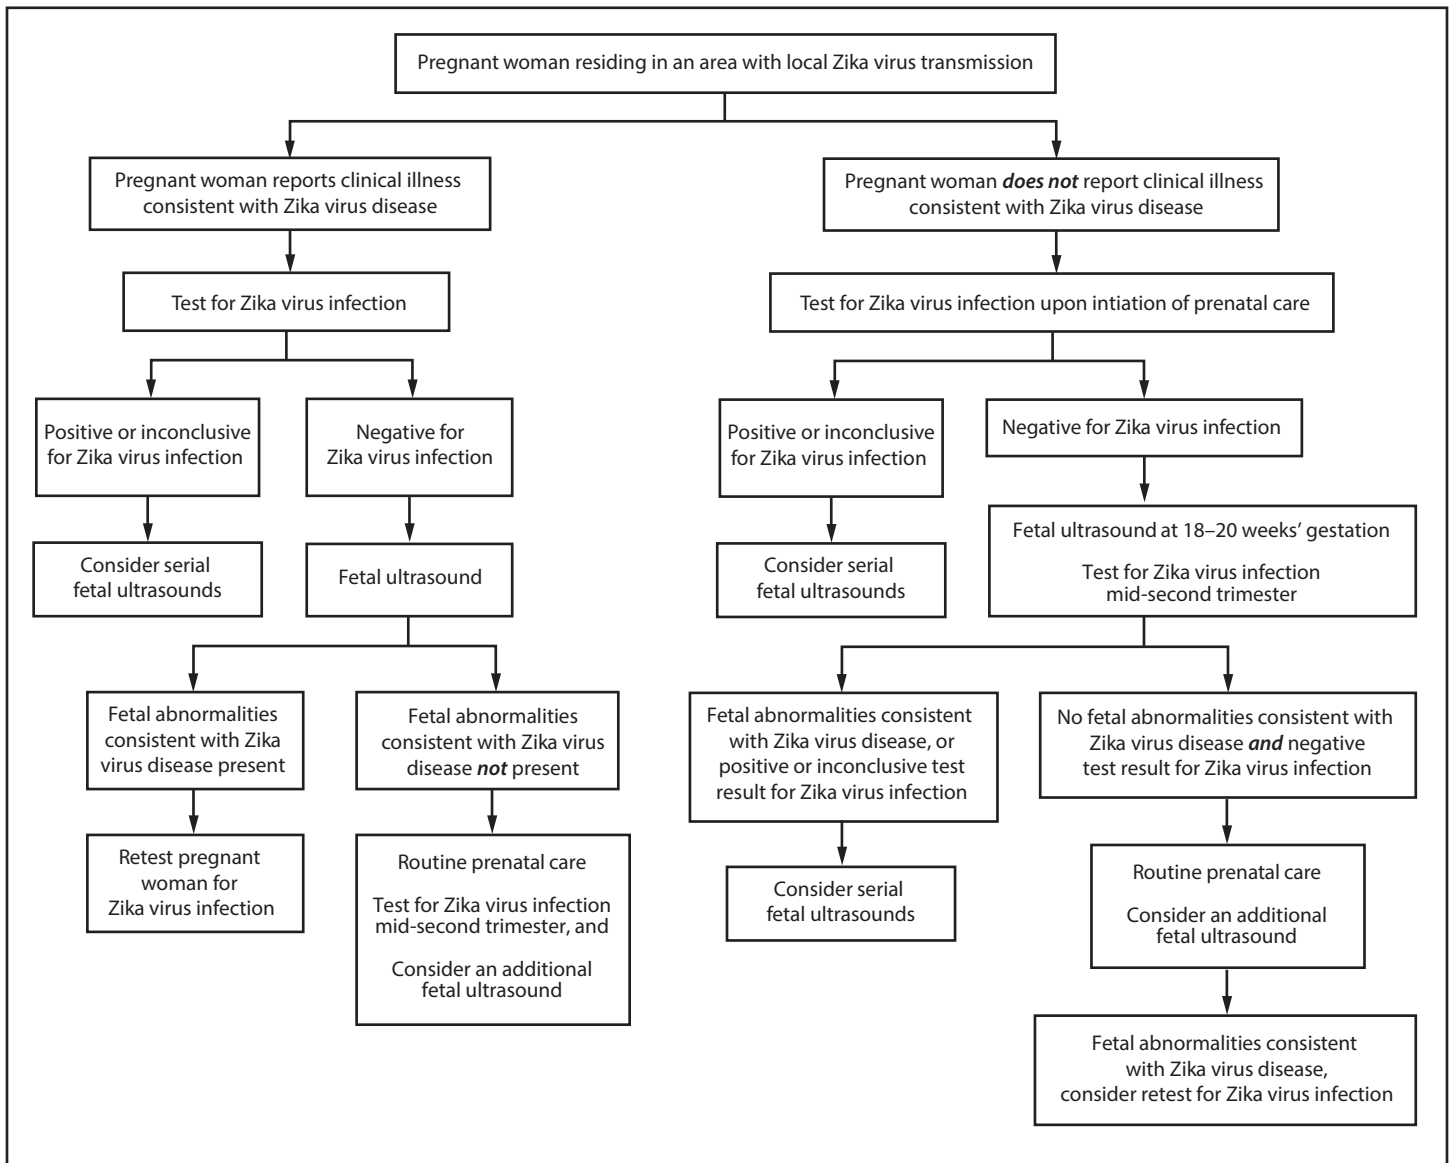 Pregnant woman residing in an area with local Zika virus transmission
Pregnant woman reports clinical illness
consistent with Zika virus disease
Pregnant woman does not report clinical illness
consistent with Zika virus disease
Test for Zika virus infection
Test for Zika virus infection upon intiation of prenatal care
Positive or inconclusive
for Zika virus infection
Negative for
Zika virus infection
Positive or inconclusive
for Zika virus infection
Negative for Zika virus infection
Consider serial
fetal ultrasounds
Fetal ultrasound
Consider serial
fetal ultrasounds
Fetal ultrasound at 18–20 weeks’ gestation
Test for Zika virus infection
mid-second trimester
Fetal abnormalities
consistent with Zika
virus disease present
Fetal abnormalities
consistent with Zika virus
disease not present
Fetal abnormalities consistent
with Zika virus disease, or
positive or inconclusive test
result for Zika virus infection
No fetal abnormalities consistent with
Zika virus disease and negative
test result for Zika virus infection
Retest pregnant
woman for
Zika virus infection
Routine prenatal care
Test for Zika virus infection
mid-second trimester, and
Consider an additional
fetal ultrasound
Consider serial
fetal ultrasounds
Routine prenatal care
Consider an additional
fetal ultrasound
Fetal abnormalities consistent
with Zika virus disease,
consider retest for Zika virus infection